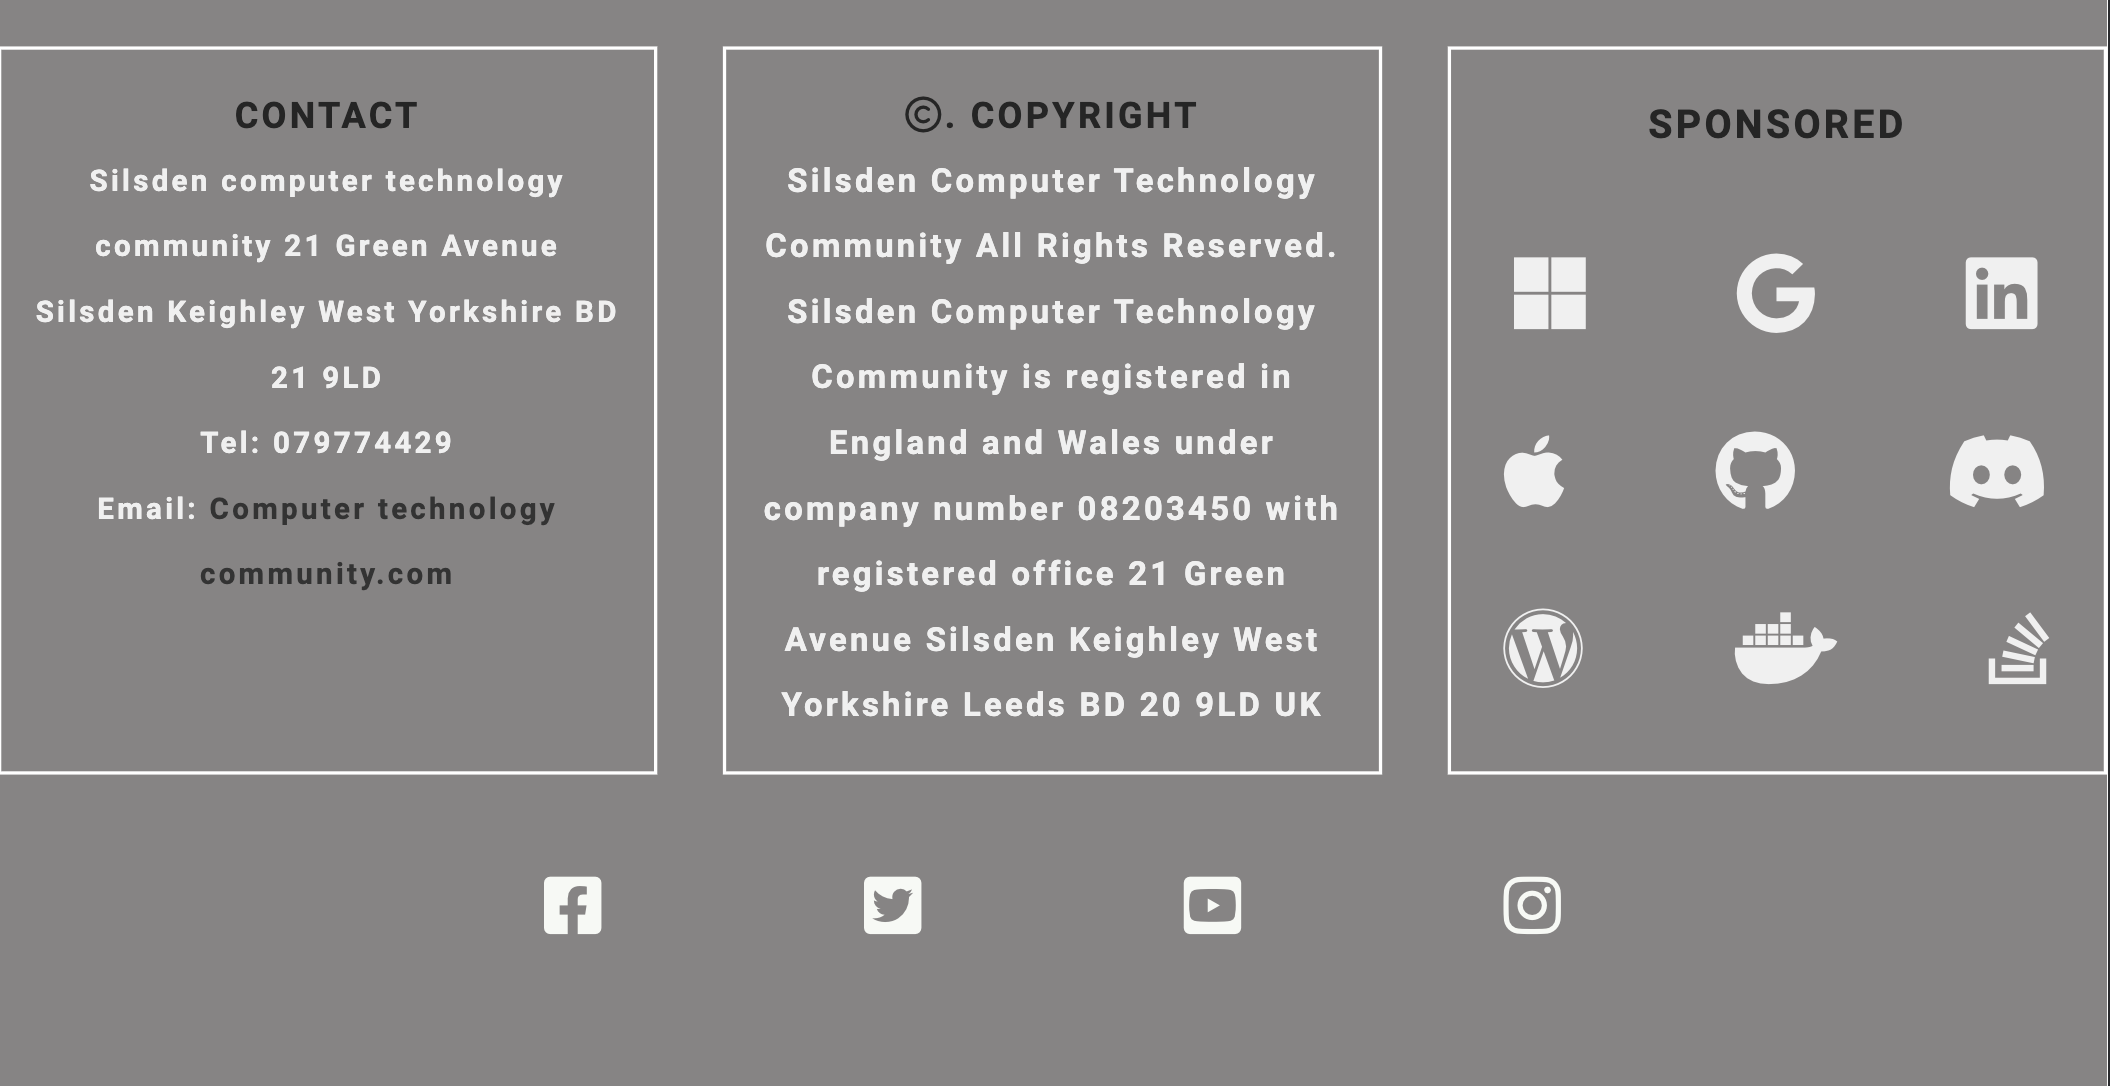 CONTACT
Silsden computer technology
community 21 Green Avenue
Silsden Keighley West Yorkshire BD
21 9LD
Tel: 079774429
Email: Computer technology
community.com
©. COPYRIGHT
Silsden Computer Technology
Community All Rights Reserved.
Silsden Computer Technology
Community is registered in
England and Wales under
company number 08203450 with
registered office 21 Green
Avenue Silsden Keighley West
Yorkshire Leeds BD 20 9LD UK
SPONSORED